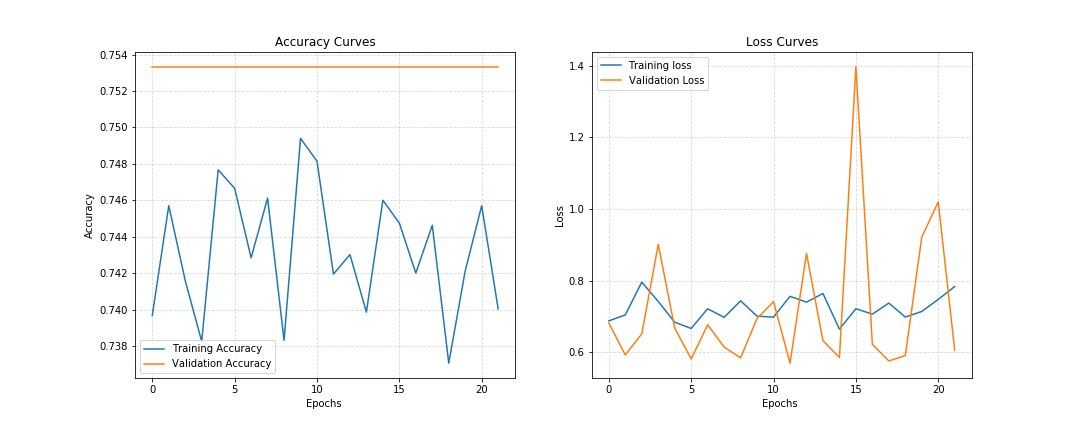 Accuracy Curves
0.754
0.752
0.750
0.748
0.746
0.744
0.742
0.740
0.738
Accuracy
Training Accuracy
Validation Accuracy
0 5 10 15 20
Epochs
Loss Curves
Training loss
Validation Loss
1.4
1.2
1.0
0.8
0.6
Loss
0 5 10 15 20
Epochs